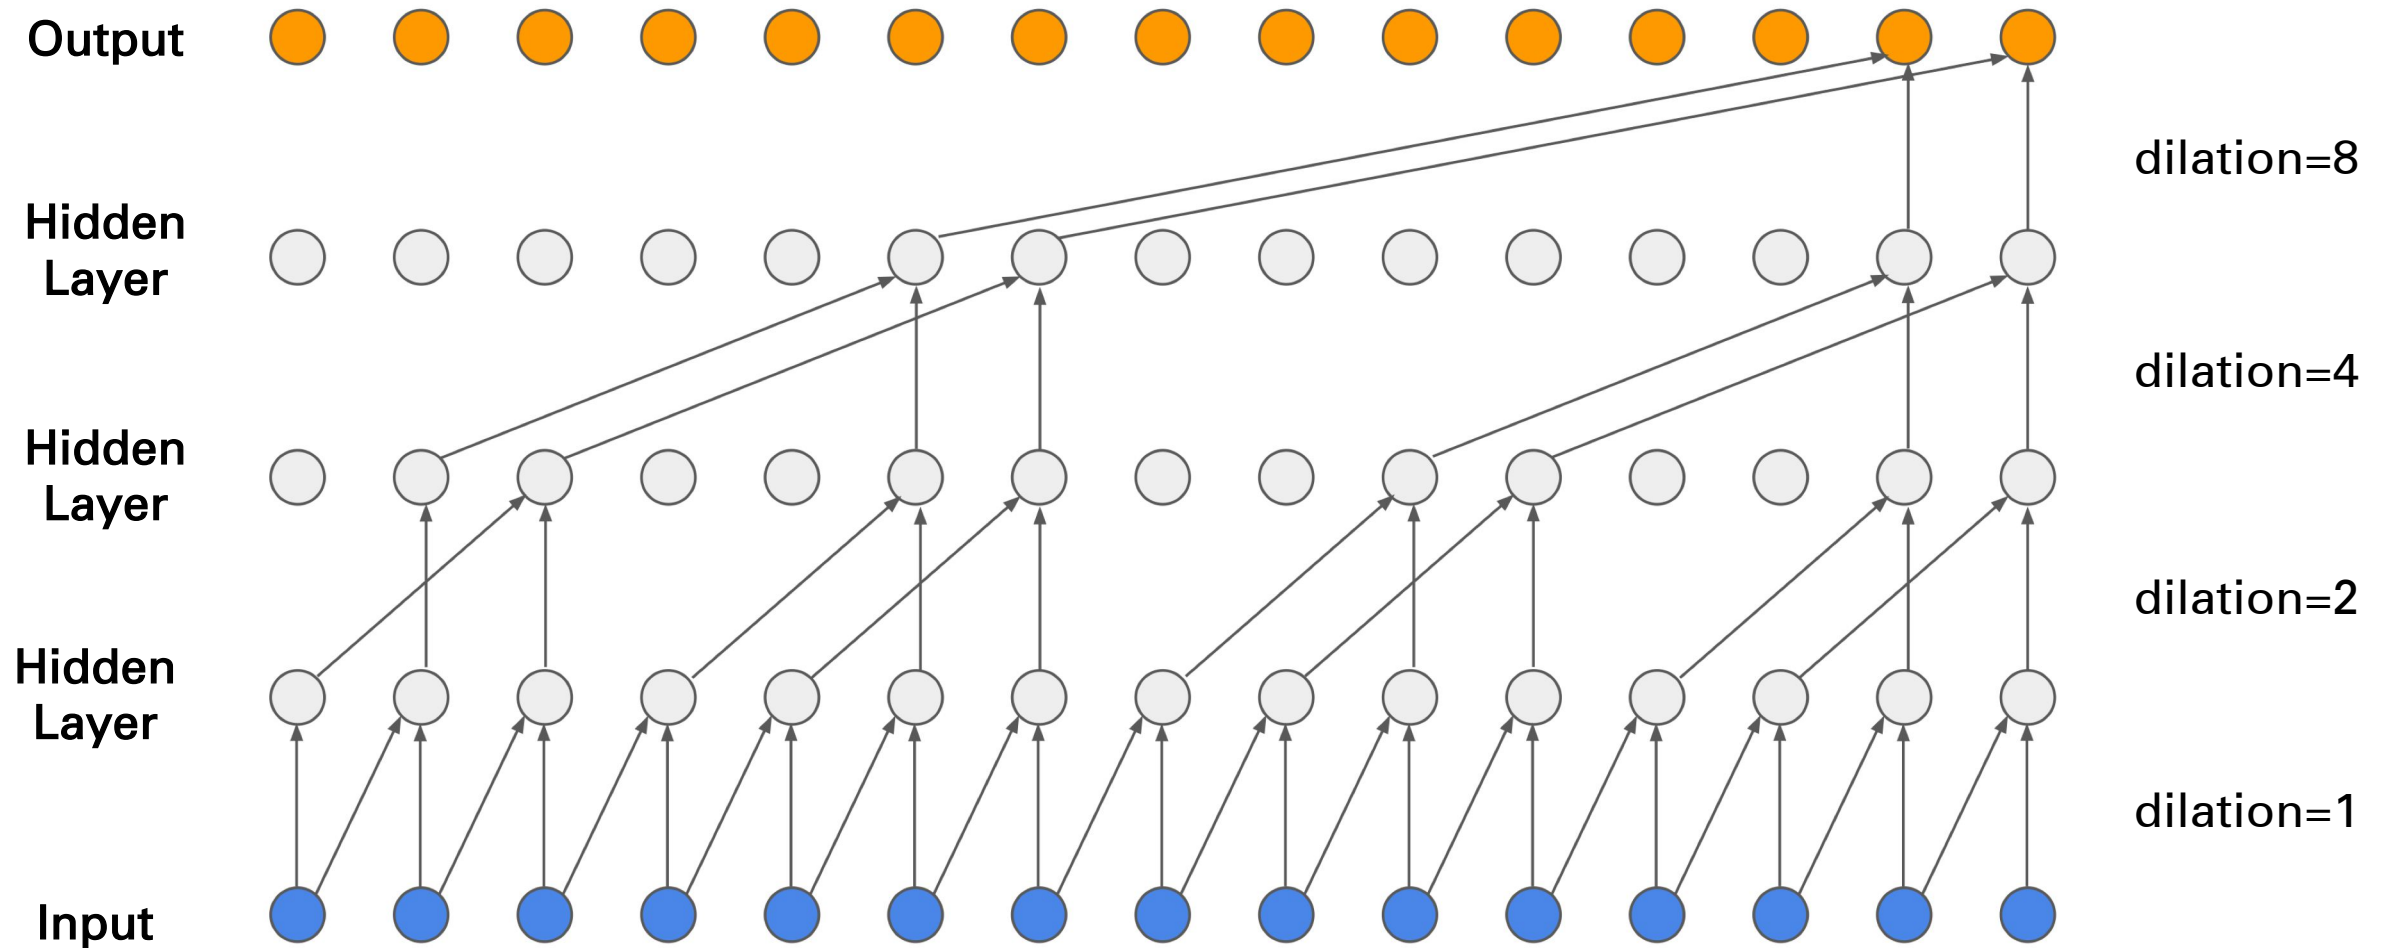 Output
dilation=8
Hidden
Layer
dilation=4
Hidden
Layer
dilation=2
Hidden
Layer
dilation=1
Input